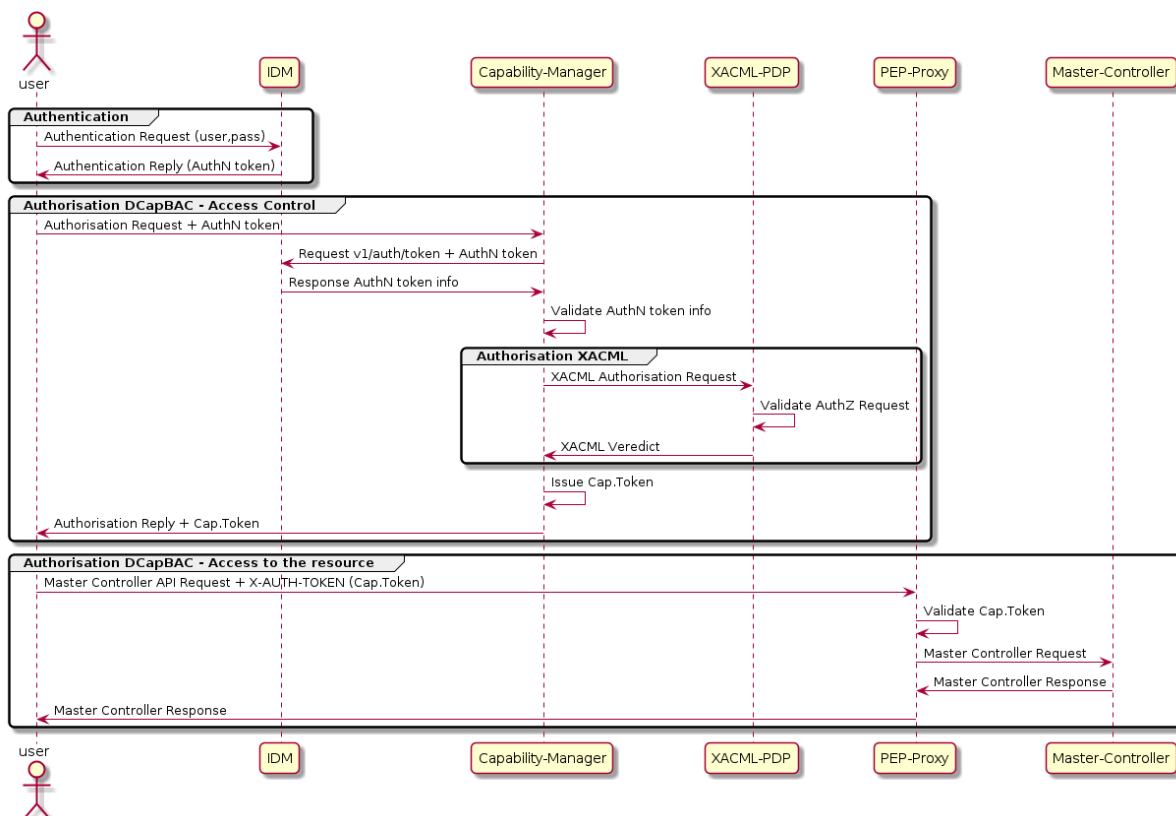 user
IDM
Capability-Manager
XACML-PDP
PEP-Proxy
Master-Controller
Authentication
Authentication Request (user,pass)
Authentication Reply (AuthN token)
Authorisation DCapBAC - Access Control
Authorisation Request + AuthN token
Request v1/auth/token + AuthN token
Response AuthN token info
Validate AuthN token info
Authorisation XACML
XACML Authorisation Request
Validate AuthZ Request
XACML Veredict
Issue Cap.Token
Authorisation Reply + Cap.Token
Authorisation DCapBAC - Access to the resource
Master Controller API Request + X-AUTH-TOKEN (Cap.Token)
Validate Cap.Token
Master Controller Request
Master Controller Response
Master Controller Response
user
IDM
Capability-Manager
XACML-PDP
PEP-Proxy
Master-Controller